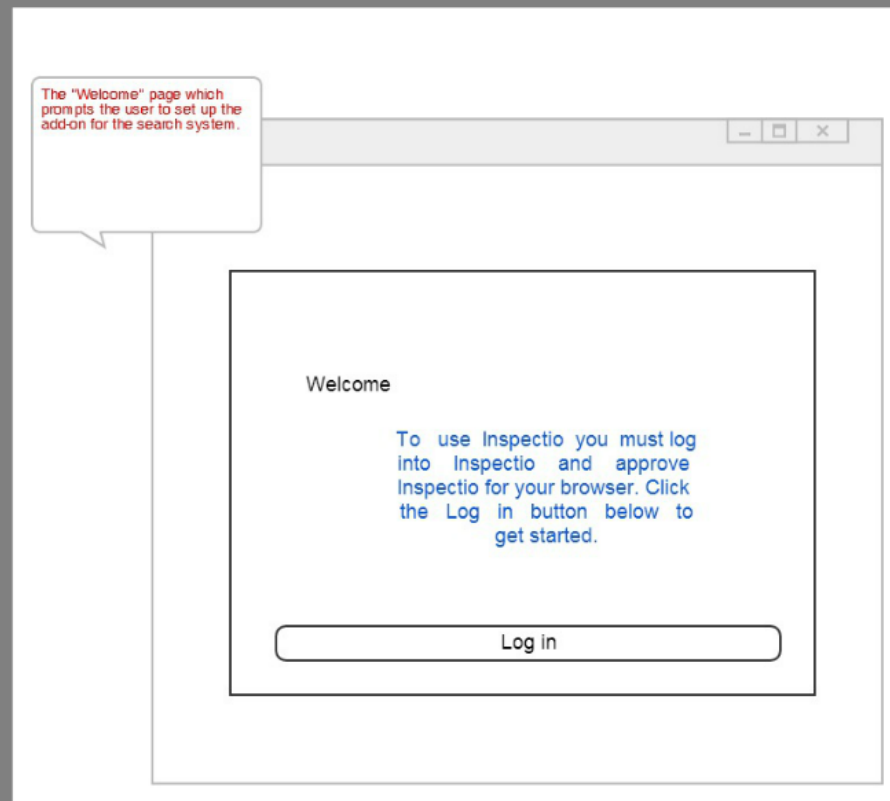 The "Welcome" page which
prompts the user to set up the
add-on for the search system.
Welcome
To use Inspectio you must log
into Inspectio and approve
Inspectio for your browser. Click
the Log in button below to
get started.
Log in